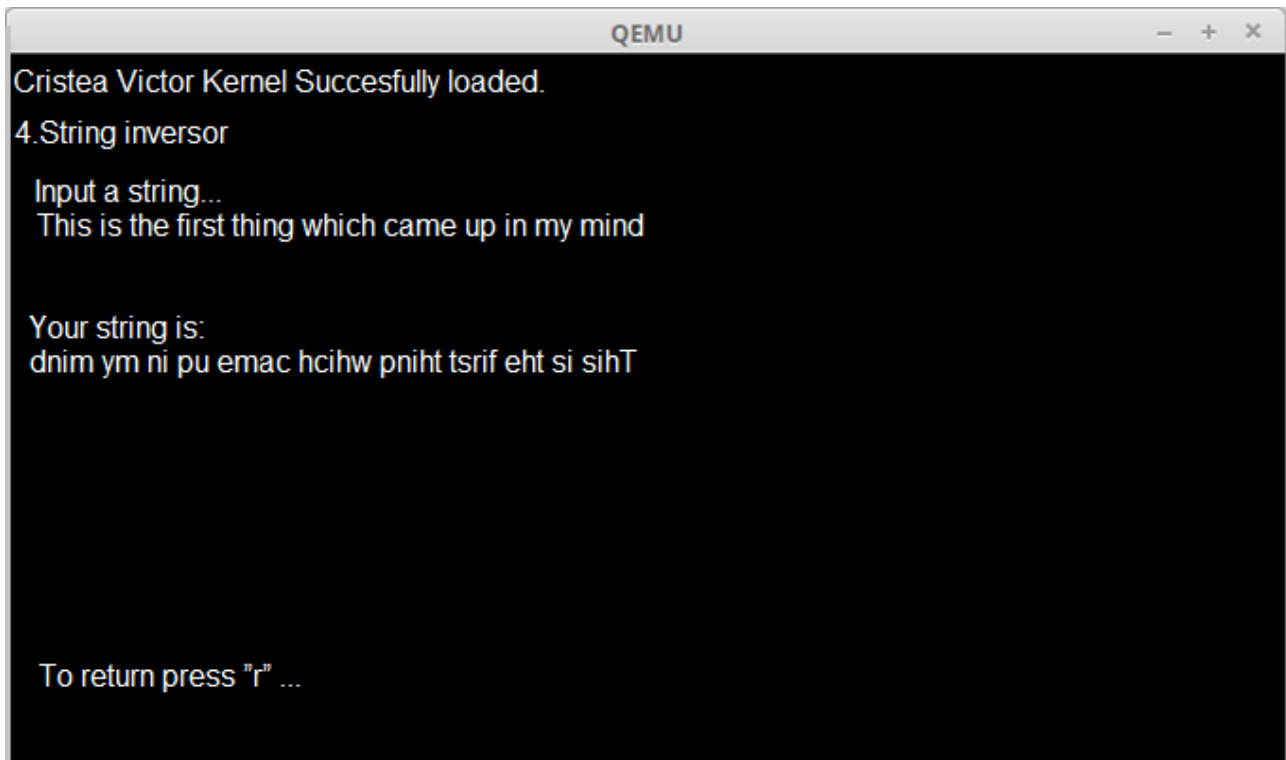 QEMU
Cristea Victor Kernel Succesfully loaded.
4.String inversor
Input a string...
This is the first thing which came up in my mind
Your string is:
dnim ym ni pu emac hcihw pniht tsrif eht si sihT
To return press ”r” ...